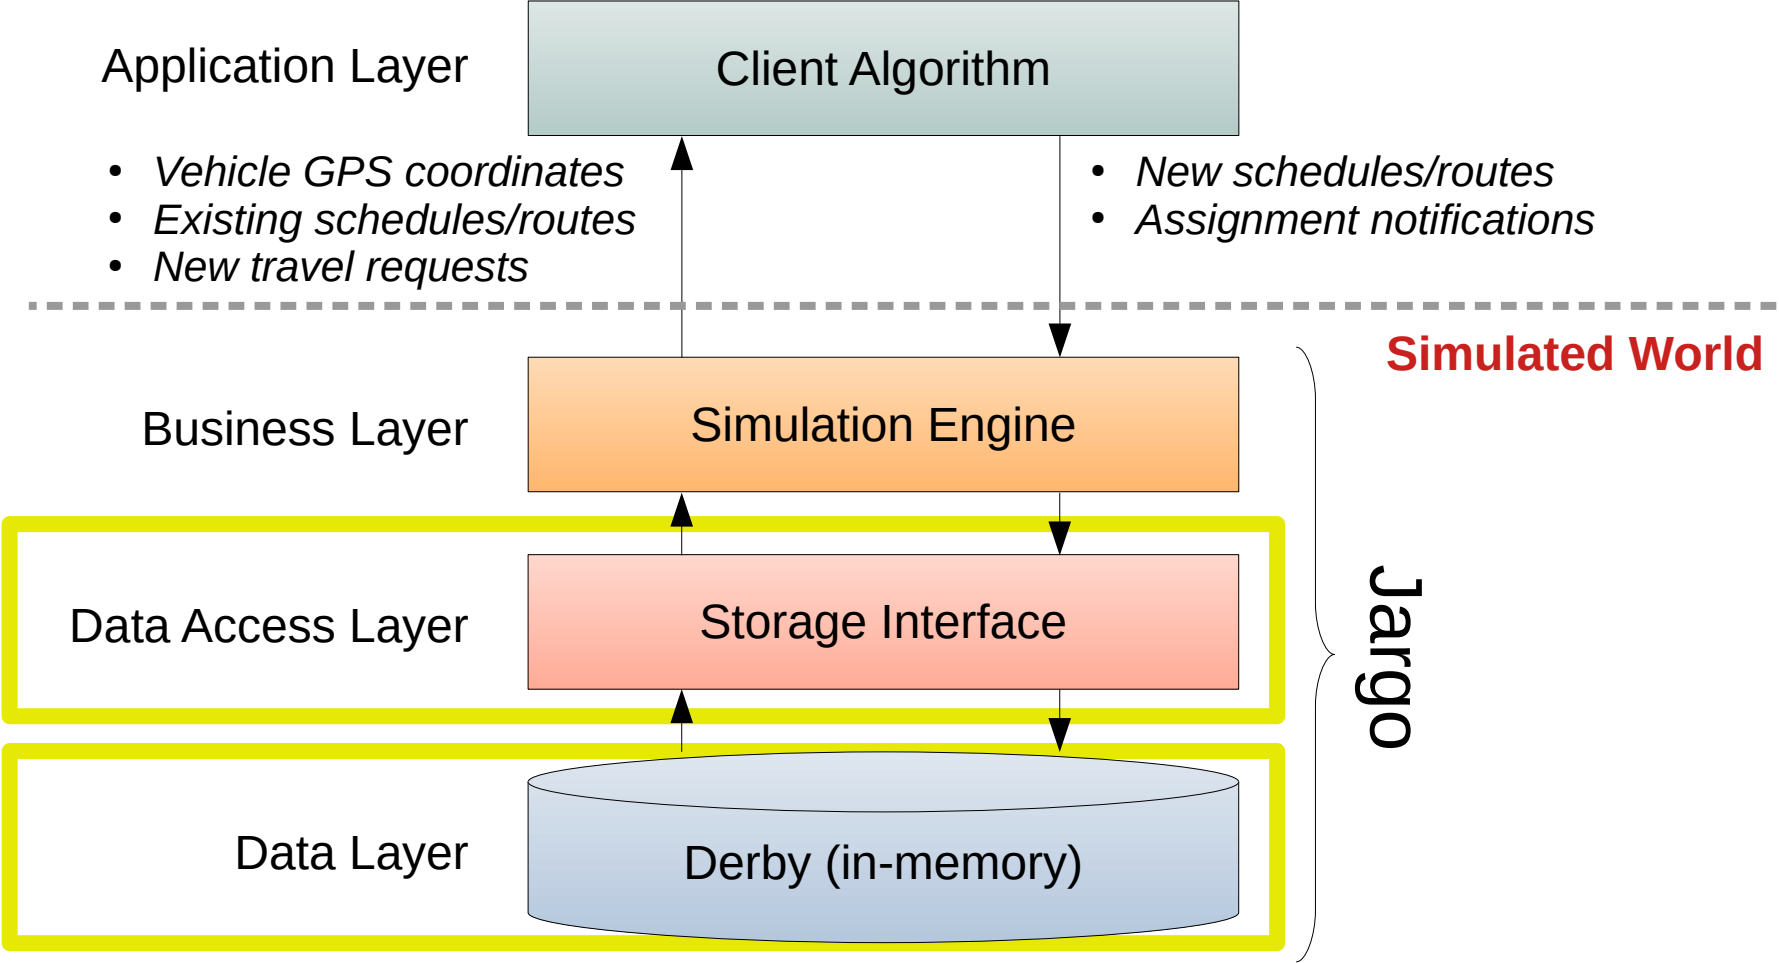 Application Layer
Client Algorithm
• Vehicle GPS coordinates
• Existing schedules/routes
• New travel requests
• New schedules/routes
• Assignment notifications
Simulated World
Business Layer
Simulation Engine
Data Access Layer
Storage Interface
Jargo
Data Layer
Derby (in-memory)